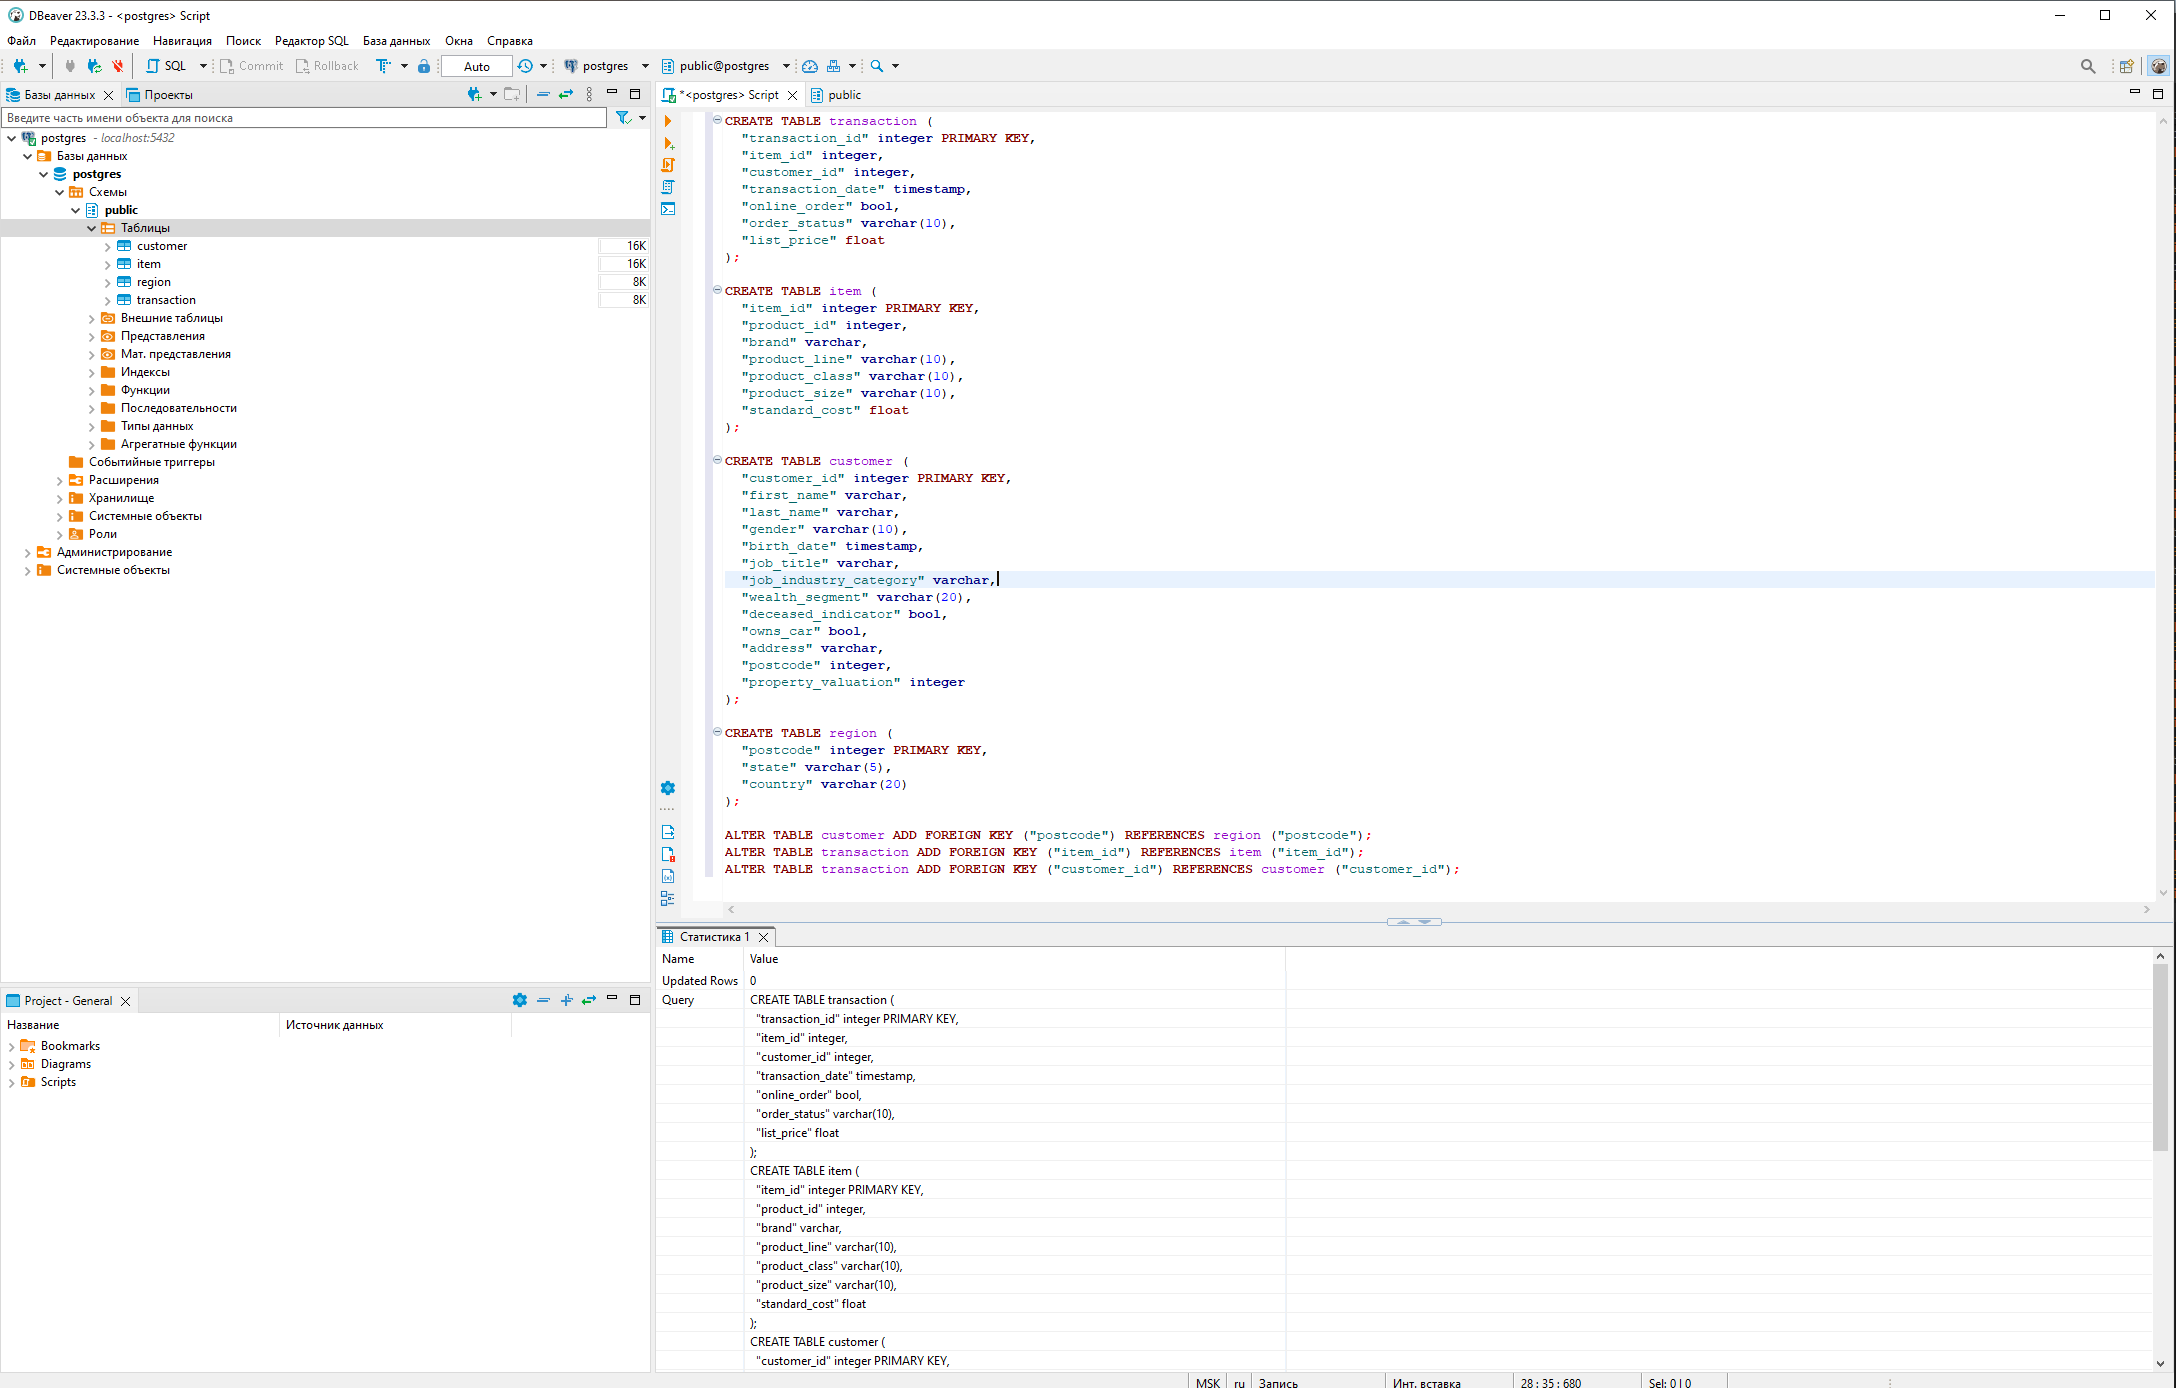 DBeaver 23.3.3 - <postgres> Script
Файл Редактирование Навигация Поиск Редактор SQL База данных Окна Справка
SQL Commit Rollback Auto postgres public@postgres
Базы данных Проекты
Введите часть имени объекта для поиска
postgres - localhost:5432
Базы данных
postgres
Схемы
public
Таблицы
customer 16K
item 16K
region 8K
transaction 8K
Внешние таблицы
Представления
Мат. представления
Индексы
Функции
Последовательности
Типы данных
Агрегатные функции
Событийные триггеры
Расширения
Хранилище
Системные объекты
Роли
Администрирование
Системные объекты
Project - General
Название Источник данных
Bookmarks
Diagrams
Scripts
*<postgres> Script public
CREATE TABLE transaction (
"transaction_id" integer PRIMARY KEY,
"item_id" integer,
"customer_id" integer,
"transaction_date" timestamp,
"online_order" bool,
"order_status" varchar(10),
"list_price" float
);
CREATE TABLE item (
"item_id" integer PRIMARY KEY,
"product_id" integer,
"brand" varchar,
"product_line" varchar(10),
"product_class" varchar(10),
"product_size" varchar(10),
"standard_cost" float
);
CREATE TABLE customer (
"customer_id" integer PRIMARY KEY,
"first_name" varchar,
"last_name" varchar,
"gender" varchar(10),
"birth_date" timestamp,
"job_title" varchar,
"job_industry_category" varchar,
"wealth_segment" varchar(20),
"deceased_indicator" bool,
"owns_car" bool,
"address" varchar,
"postcode" integer,
"property_valuation" integer
);
CREATE TABLE region (
"postcode" integer PRIMARY KEY,
"state" varchar(5),
"country" varchar(20)
);
ALTER TABLE customer ADD FOREIGN KEY ("postcode") REFERENCES region ("postcode");
ALTER TABLE transaction ADD FOREIGN KEY ("item_id") REFERENCES item ("item_id");
ALTER TABLE transaction ADD FOREIGN KEY ("customer_id") REFERENCES customer ("customer_id");
Статистика 1
Name Value
Updated Rows 0
Query CREATE TABLE transaction (
"transaction_id" integer PRIMARY KEY,
"item_id" integer,
"customer_id" integer,
"transaction_date" timestamp,
"online_order" bool,
"order_status" varchar(10),
"list_price" float
);
CREATE TABLE item (
"item_id" integer PRIMARY KEY,
"product_id" integer,
"brand" varchar,
"product_line" varchar(10),
"product_class" varchar(10),
"product_size" varchar(10),
"standard_cost" float
);
CREATE TABLE customer (
"customer_id" integer PRIMARY KEY,
MSK ru Запись Инт. вставка 28 : 35 : 680 Sel: 0 | 0